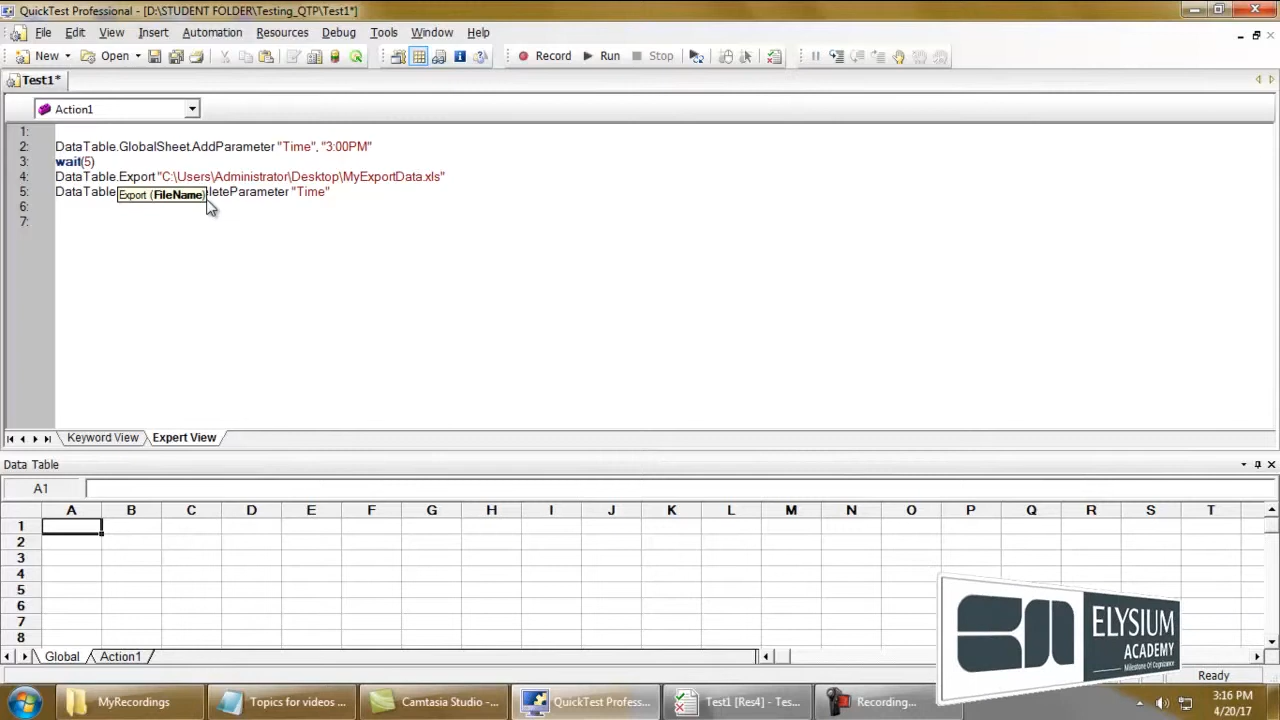 QuickTest Professional - [D:\STUDENT FOLDER\Testing_QTP\Test1*]
File Edit View Insert Automation Resources Debug Tools Window Help
New Open Record Run Stop
Test1*
Action1
1:
2: DataTable.GlobalSheet.AddParameter "Time", "3:00PM"
3: wait(5)
4: DataTable.Export "C:\Users\Administrator\Desktop\MyExportData.xls"
5: DataTable leteParameter "Time"
Export (FileName)
6:
7:
Keyword View Expert View
Data Table
A1
A B C D E F G H I J K L M N O P Q R S T
1
2
3
4
5
6
7
8
Global Action1
ELYSIUM
ACADEMY
Milestone Of Cognizance
Ready
MyRecordings Topics for videos ... Camtasia Studio -... QuickTest Profess... Test1 [Res4] - Tes... Recording...
3:16 PM
4/20/17